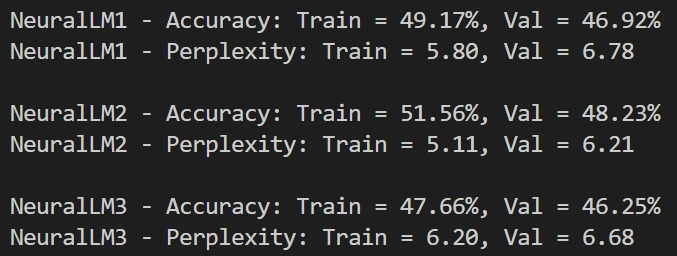 NeuralLM1 - Accuracy: Train = 49.17%, Val = 46.92%
NeuralLM1 - Perplexity: Train = 5.80, Val = 6.78
NeuralLM2 - Accuracy: Train = 51.56%, Val = 48.23%
NeuralLM2 - Perplexity: Train = 5.11, Val = 6.21
NeuralLM3 - Accuracy: Train = 47.66%, Val = 46.25%
NeuralLM3 - Perplexity: Train = 6.20, Val = 6.68